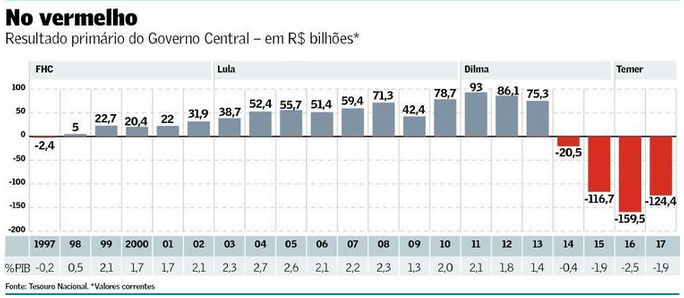 No vermelho
Resultado primário do Governo Central – em R$ bilhões*
FHC Lula Dilma Temer
100
50
0
-50
-100
-150
-200
-2,4 5 22,7 20,4 22 31,9 38,7 52,4 55,7 51,4 59,4 71,3 42,4 78,7 93 86,1 75,3 -20,5 -116,7 -159,5 -124,4
1997 98 99 2000 01 02 03 04 05 06 07 08 09 10 11 12 13 14 15 16 17
%PIB -0,2 0,5 2,1 1,7 1,7 2,1 2,3 2,7 2,6 2,1 2,2 2,3 1,3 2,0 2,1 1,8 1,4 -0,4 -1,9 -2,5 -1,9
Fonte: Tesouro Nacional. *Valores correntes